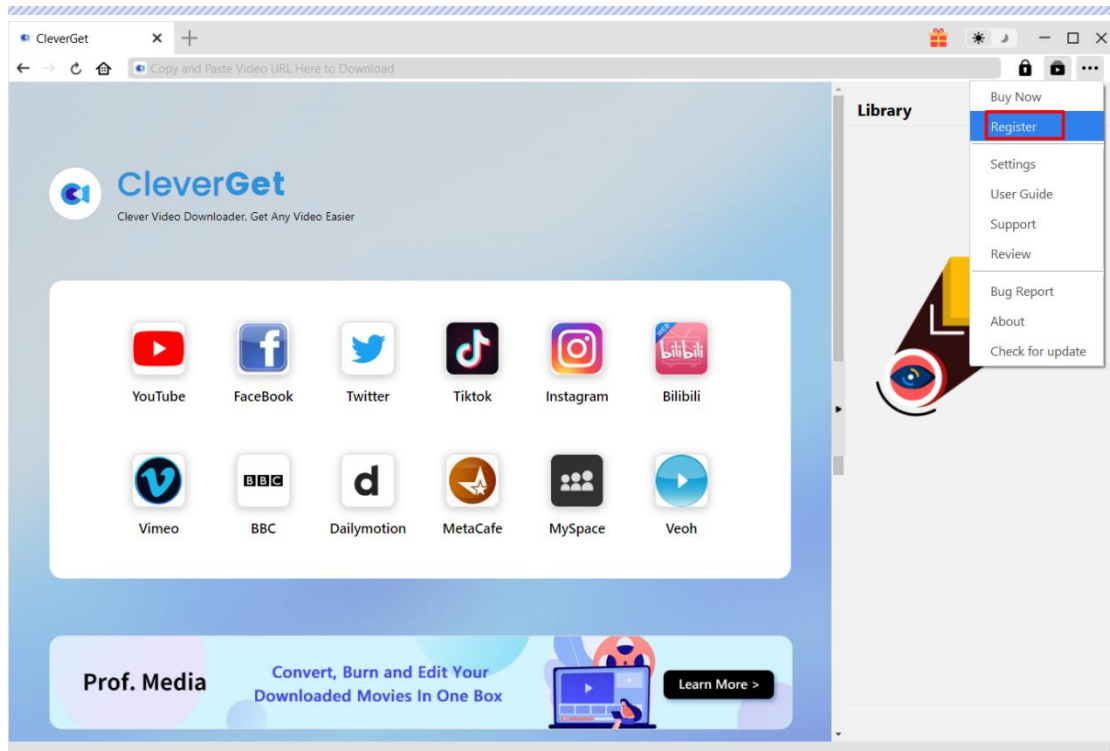 CleverGet
Copy and Paste Video URL Here to Download
Buy Now
Register
Settings
User Guide
Support
Review
Bug Report
About
Check for update
Library
CleverGet
Clever Video Downloader, Get Any Video Easier
YouTube
FaceBook
Twitter
Tiktok
Instagram
WEB
bilibili
Bilibili
BBC
Vimeo
BBC
Dailymotion
MetaCafe
MySpace
Veoh
Prof. Media
Convert, Burn and Edit Your
Downloaded Movies In One Box
Learn More >